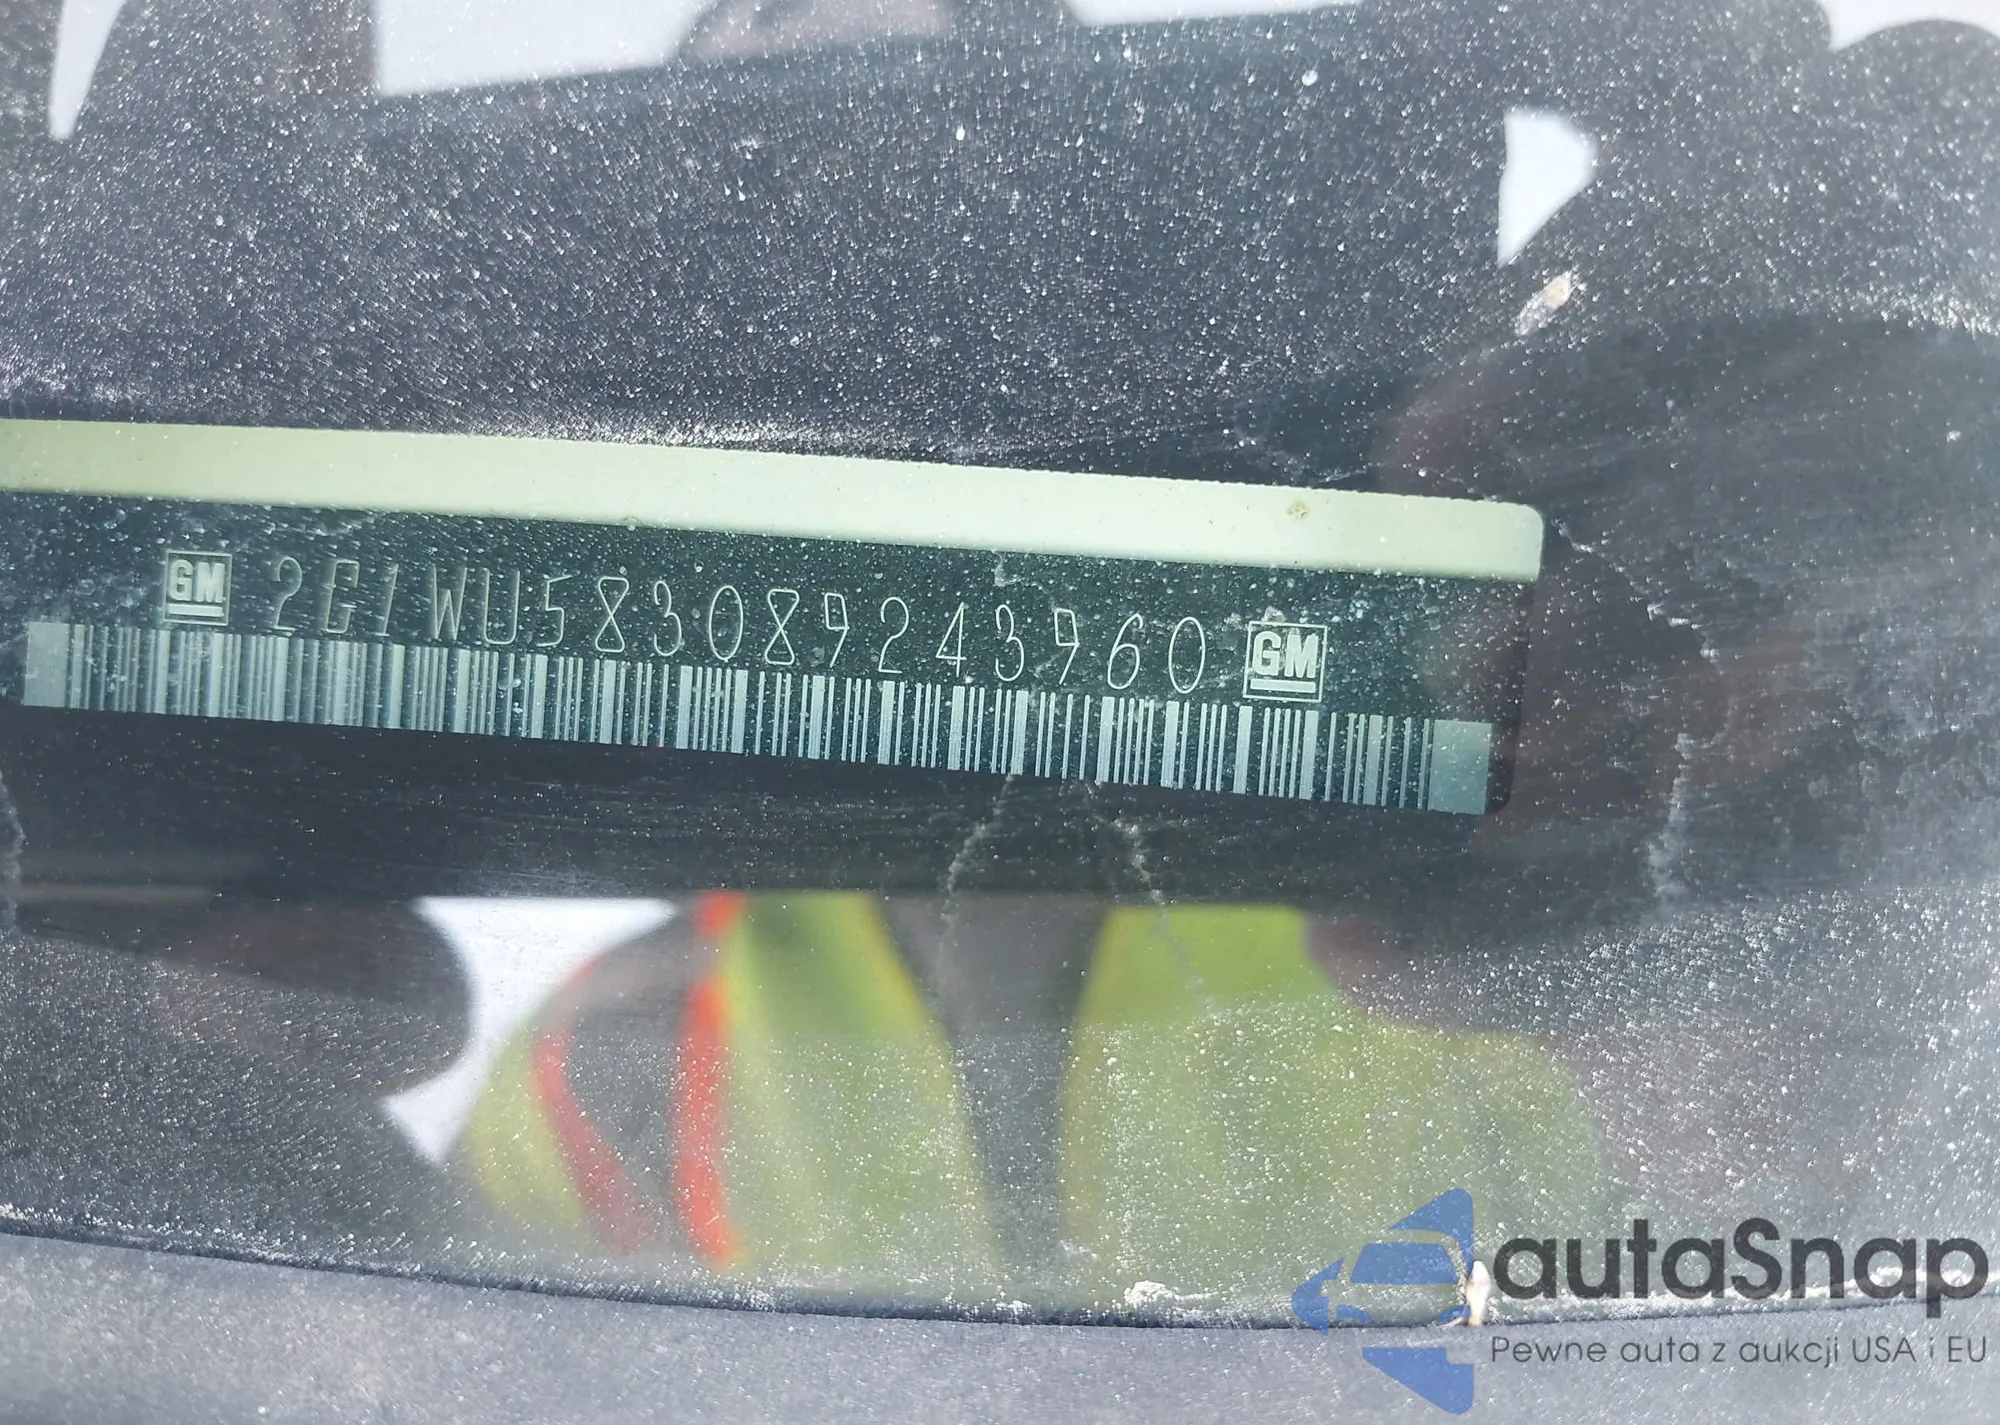 GM 2G1WU583089243960 GM
autaSnap
Pewne auta z aukcji USA i EU